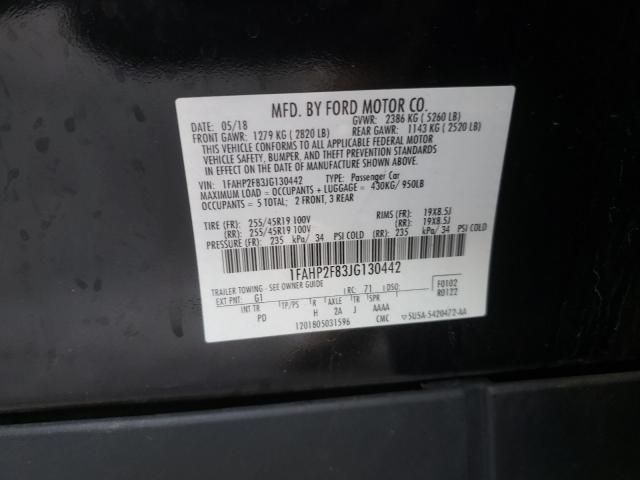 MFD. BY FORD MOTOR CO.
DATE: 05/18 GVWR: 2386 KG ( 5260 LB)
FRONT GAWR: 1279 KG ( 2820 LB) REAR GAWR: 1143 KG ( 2520 LB)
THIS VEHICLE CONFORMS TO ALL APPLICABLE FEDERAL MOTOR
VEHICLE SAFETY, BUMPER, AND THEFT PREVENTION STANDARDS
IN EFFECT ON THE DATE OF MANUFACTURE SHOWN ABOVE.
VIN: 1FAHP2F83JG130442 TYPE: Passenger Car
MAXIMUM LOAD = OCCUPANTS + LUGGAGE = 430KG/ 950LB
OCCUPANTS = 5 TOTAL; 2 FRONT, 3 REAR
TIRE (FR): 255/45R19 100V RIMS (FR): 19X8.5J
(RR): 255/45R19 100V (RR): 19X8.5J
PRESSURE (FR): 235 kPa/ 34 PSI COLD (RR): 235 kPa/ 34 PSI COLD
1FAHP2F83JG130442
TRAILER TOWING - SEE OWNER GUIDE
EXT PNT: G1 RC: 71 DSO: F0102
INT TR TP/PS R AXLE TR SPR R0122
PD H 2A J AAAA
1201805031596 CMC 5U5A-5420472-AA